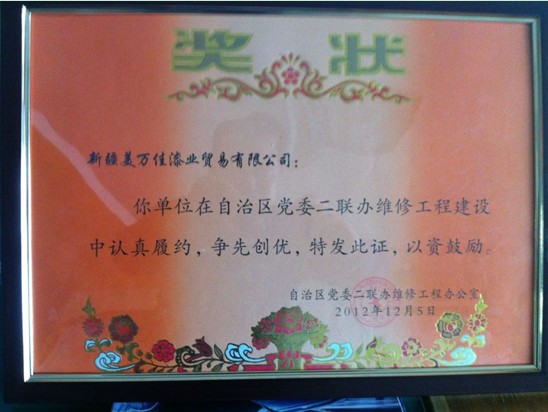 奖 状
新疆美万佳漆业贸易有限公司：
你单位在自治区党委二联办维修工程建设
中认真履约，争先创优，特发此证，以资鼓励。
自治区党委二联办维修工程办公室
2012年12月5日